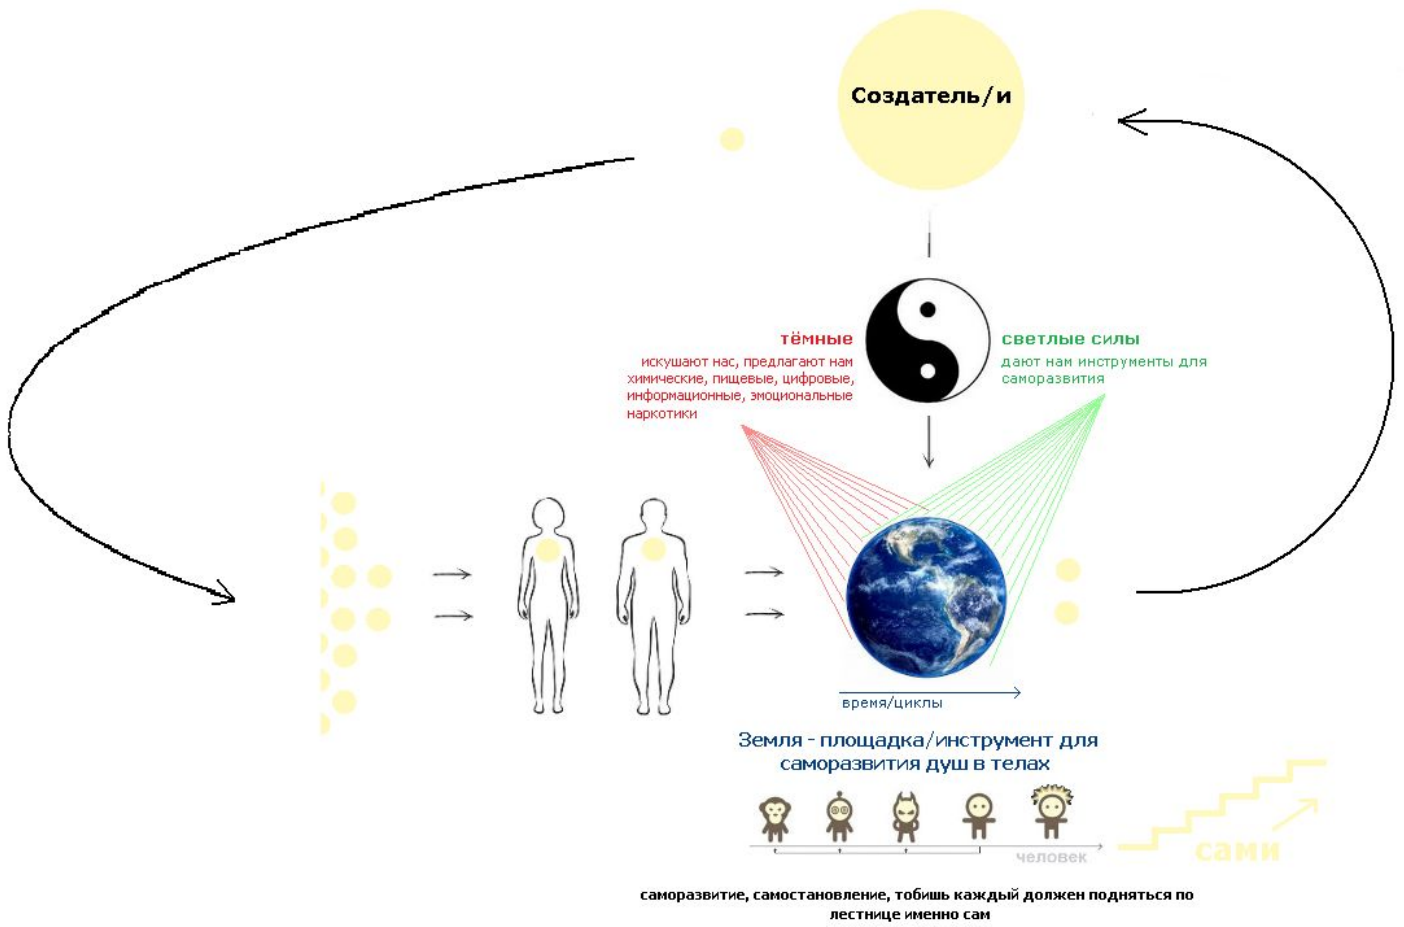 Создатель/и
тёмные
искушают нас, предлагают нам
химические, пищевые, цифровые,
информационные, эмоциональные
наркотики
светлые силы
дают нам инструменты для
саморазвития
время/циклы
Земля - площадка/инструмент для
саморазвития душ в телах
человек
сами
саморазвитие, самостановление, тобишь каждый должен подняться по
лестнице именно сам